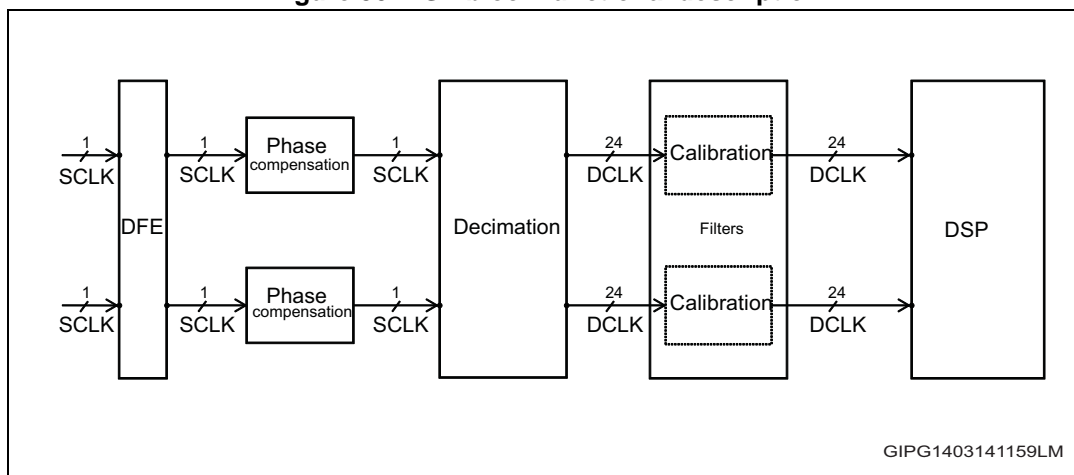 1
SCLK
1
SCLK
Phase
compensation
1
SCLK
24
DCLK
Calibration
24
DCLK
DFE
Decimation
Filters
DSP
1
SCLK
1
SCLK
Phase
compensation
1
SCLK
24
DCLK
Calibration
24
DCLK
GIPG1403141159LM